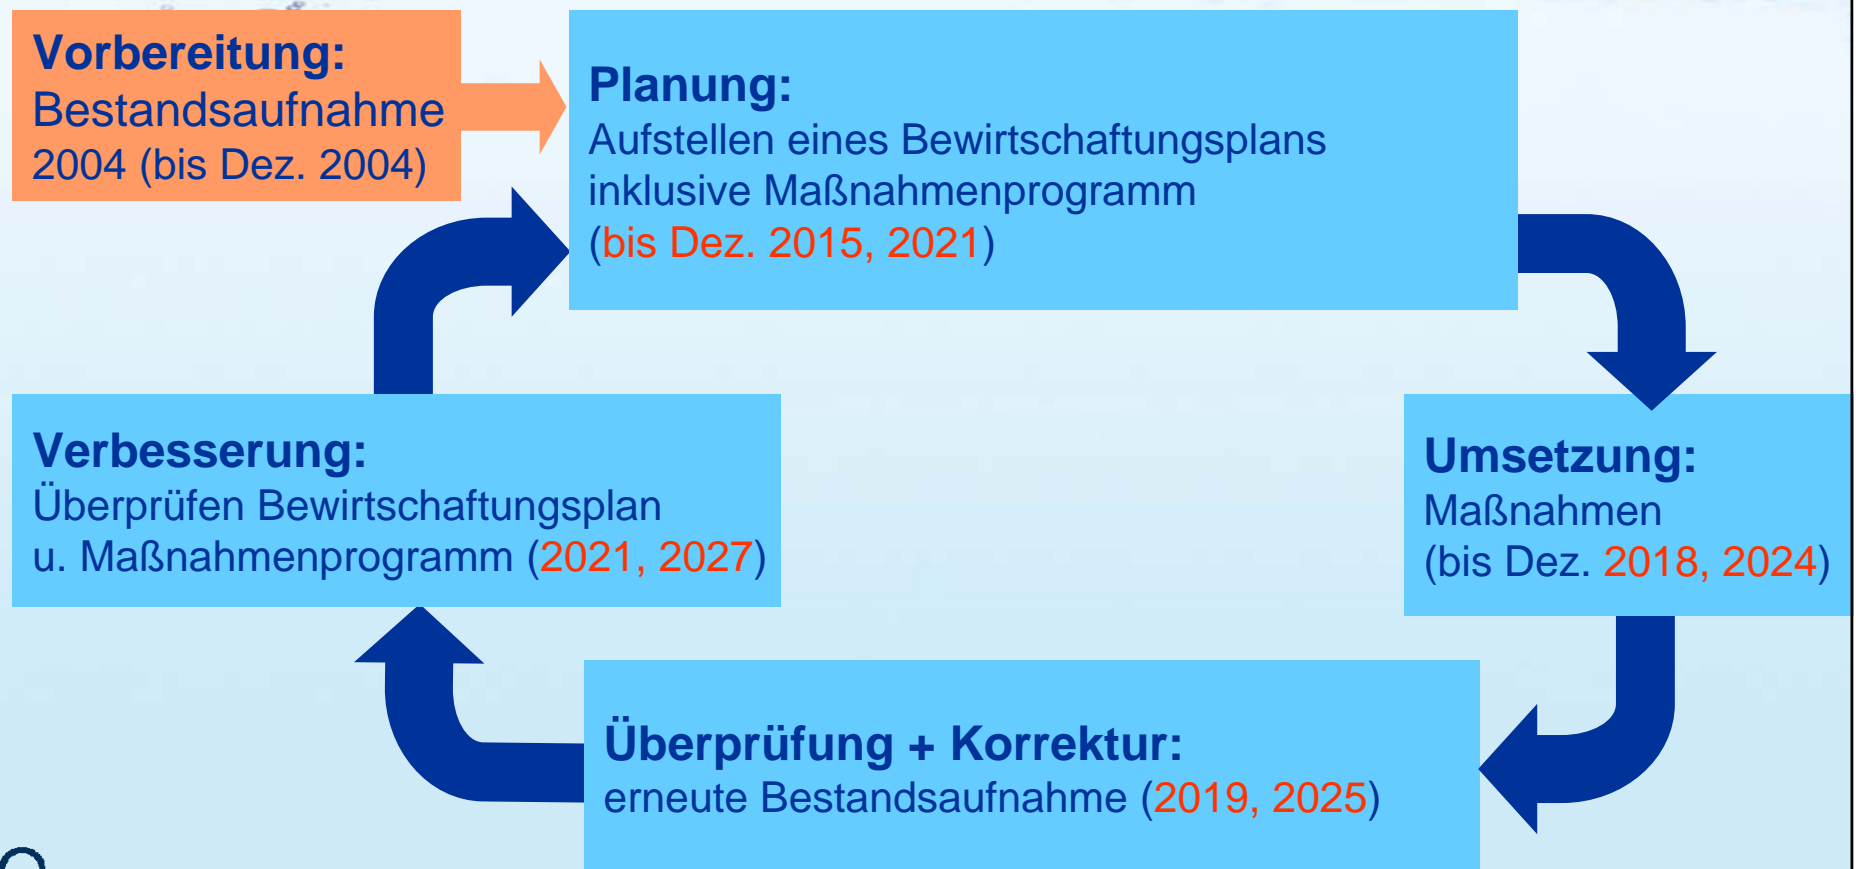 Vorbereitung:
Bestandsaufnahme
2004 (bis Dez. 2004)
Planung:
Aufstellen eines Bewirtschaftungsplans
inklusive Maßnahmenprogramm
(bis Dez. 2015, 2021)
Umsetzung:
Maßnahmen
(bis Dez. 2018, 2024)
Überprüfung + Korrektur:
erneute Bestandsaufnahme (2019, 2025)
Verbesserung:
Überprüfen Bewirtschaftungsplan
u. Maßnahmenprogramm (2021, 2027)